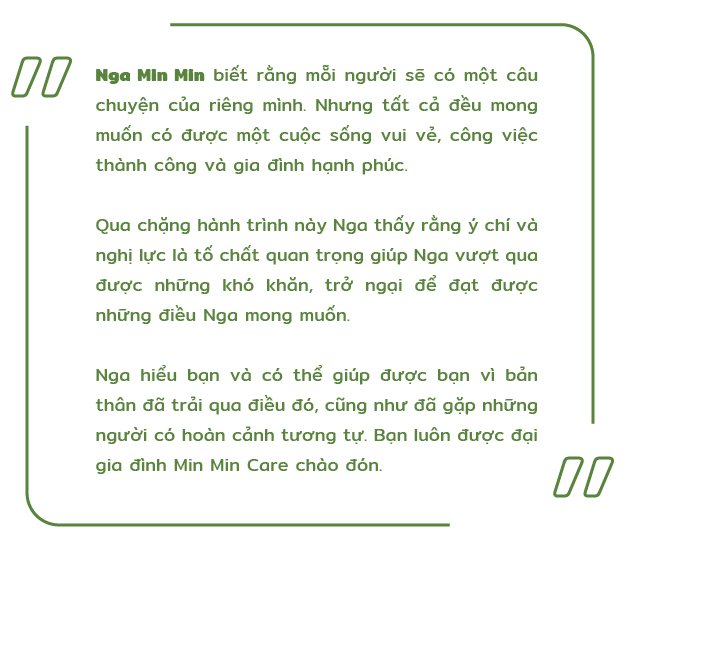 Nga Min Min biết rằng mỗi người sẽ có một câu
chuyện của riêng mình. Nhưng tất cả đều mong
muốn có được một cuộc sống vui vẻ, công việc
thành công và gia đình hạnh phúc.
Qua chặng hành trình này Nga thấy rằng ý chí và
nghị lực là tố chất quan trọng giúp Nga vượt qua
được những khó khăn, trở ngại để đạt được
những điều Nga mong muốn.
Nga hiểu bạn và có thể giúp được bạn vì bản
thân đã trải qua điều đó, cũng như đã gặp những
người có hoàn cảnh tương tự. Bạn luôn được đại
gia đình Min Min Care chào đón.